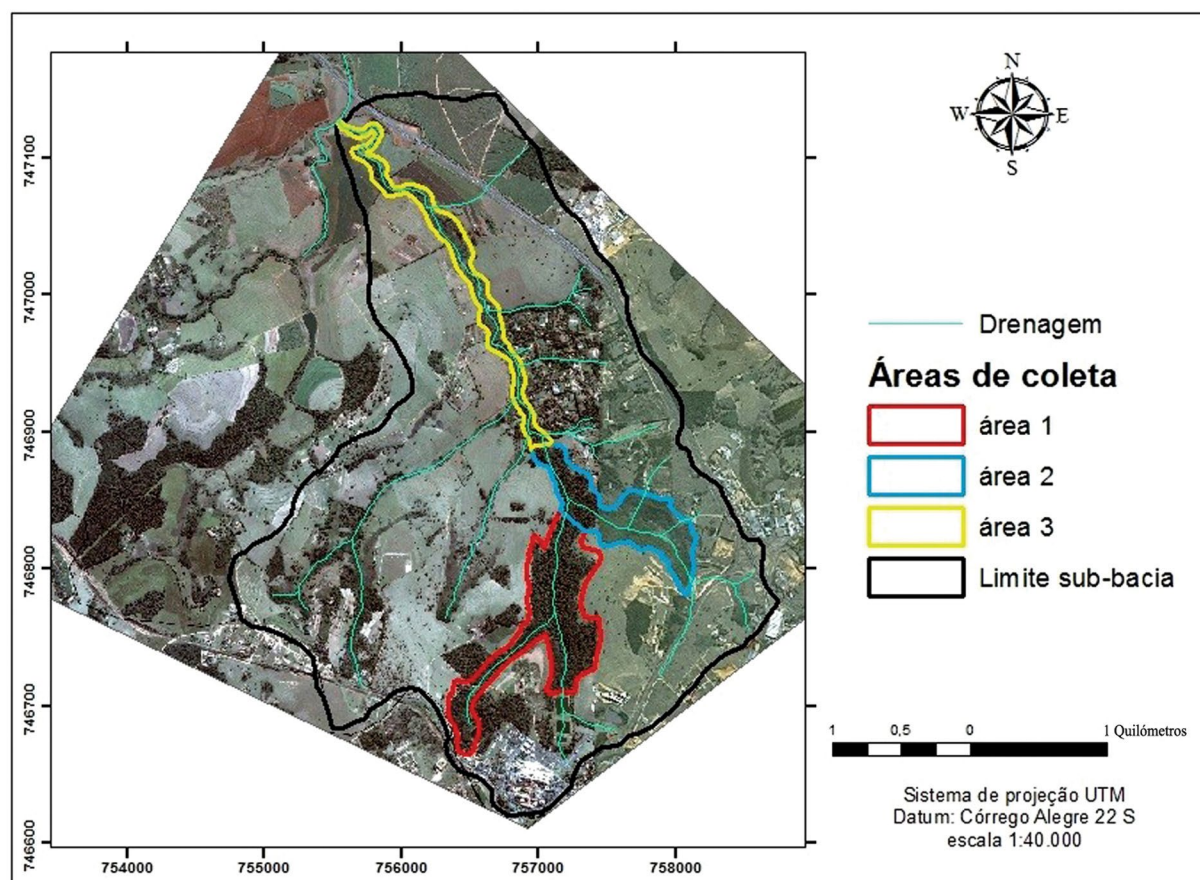 N
W E
S
747100
747000
746900
746800
746700
746600
754000 755000 756000 757000 758000
Drenagem
Áreas de coleta
área 1
área 2
área 3
Limite sub-bacia
1 0,5 0 1 Quilómetros
Sistema de projeção UTM
Datum: Córrego Alegre 22 S
escala 1:40.000